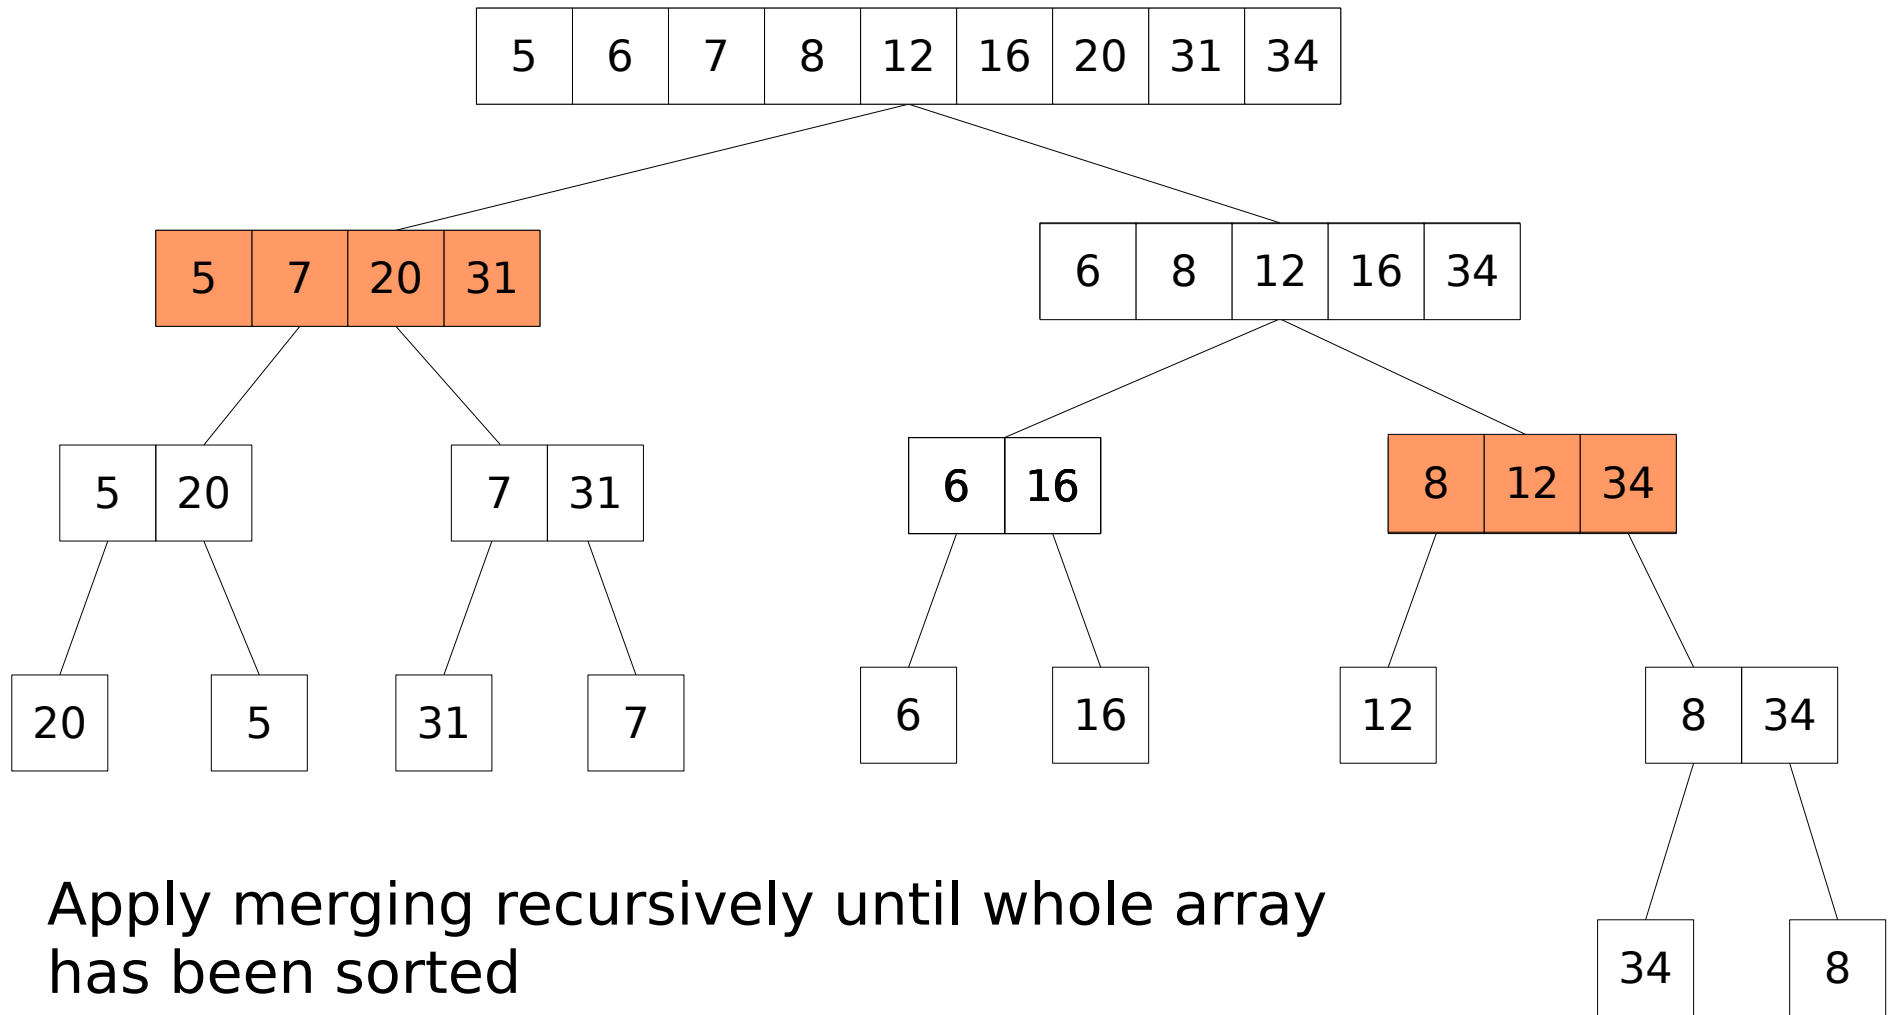 5 6 7 8 12 16 20 31 34
5 7 20 31
6 8 12 16 34
5 20
7 31
6 16
8 12 34
20
5
31
7
6
16
12
8 34
34
8
Apply merging recursively until whole array
has been sorted